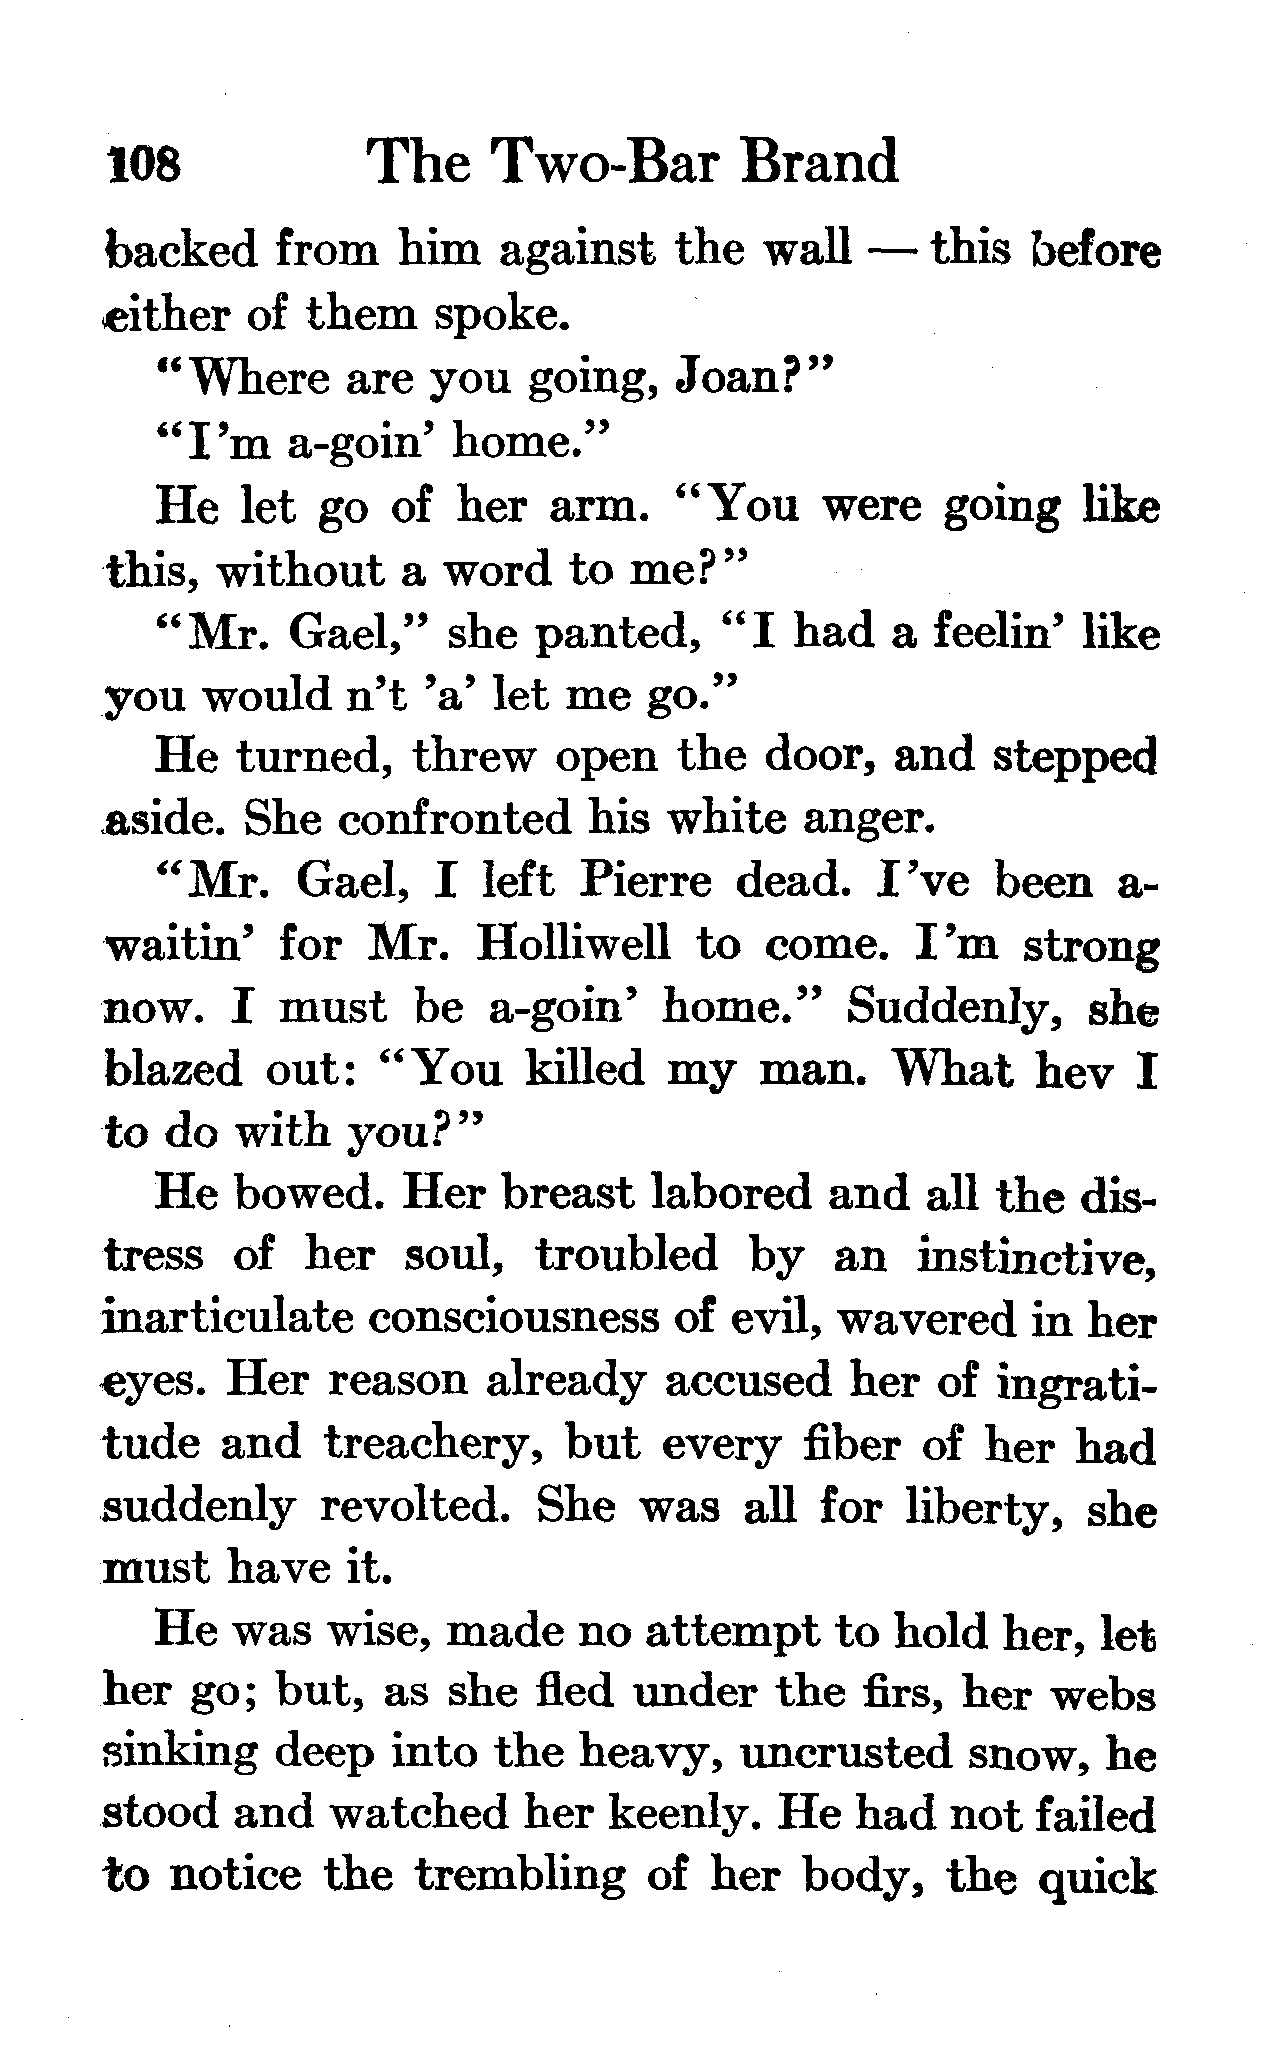 108 The Two-Bar Brand
backed from him against the wall — this before
either of them spoke.
"Where are you going, Joan?"
"I'm a-goin' home."
He let go of her arm. "You were going like
this, without a word to me?"
"Mr. Gael," she panted, "I had a feelin' like
you would n't 'a' let me go."
He turned, threw open the door, and stepped
aside. She confronted his white anger.
"Mr. Gael, I left Pierre dead. I've been a-
waitin' for Mr. Holliwell to come. I'm strong
now. I must be a-goin' home." Suddenly, she
blazed out: "You killed my man. What hev I
to do with you?"
He bowed. Her breast labored and all the dis-
tress of her soul, troubled by an instinctive,
inarticulate consciousness of evil, wavered in her
eyes. Her reason already accused her of ingrati-
tude and treachery, but every fiber of her had
suddenly revolted. She was all for liberty, she
must have it.
He was wise, made no attempt to hold her, let
her go; but, as she fled under the firs, her webs
sinking deep into the heavy, uncrusted snow, he
stood and watched her keenly. He had not failed
to notice the trembling of her body, the quick